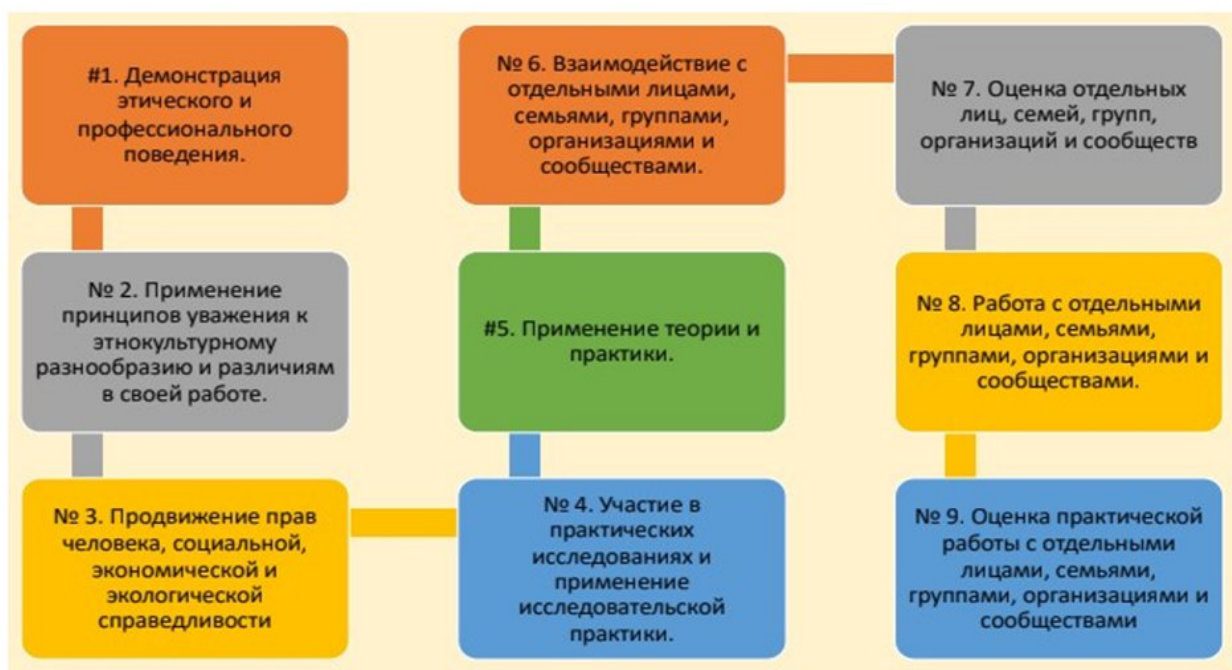 #1. Демонстрация
этического и
профессионального
поведения.
№ 2. Применение
принципов уважения к
этнокультурному
разнообразию и различиям
в своей работе.
№ 3. Продвижение прав
человека, социальной,
экономической и
экологической
справедливости
№ 4. Участие в
практических
исследованиях и
применение
исследовательской
практики.
#5. Применение теории и
практики.
№ 6. Взаимодействие с
отдельными лицами,
семьями, группами,
организациями и
сообществами.
№ 7. Оценка отдельных
лиц, семей, групп,
организаций и сообществ
№ 8. Работа с отдельными
лицами, семьями,
группами, организациями и
сообществами.
№ 9. Оценка практической
работы с отдельными
лицами, семьями,
группами, организациями и
сообществами